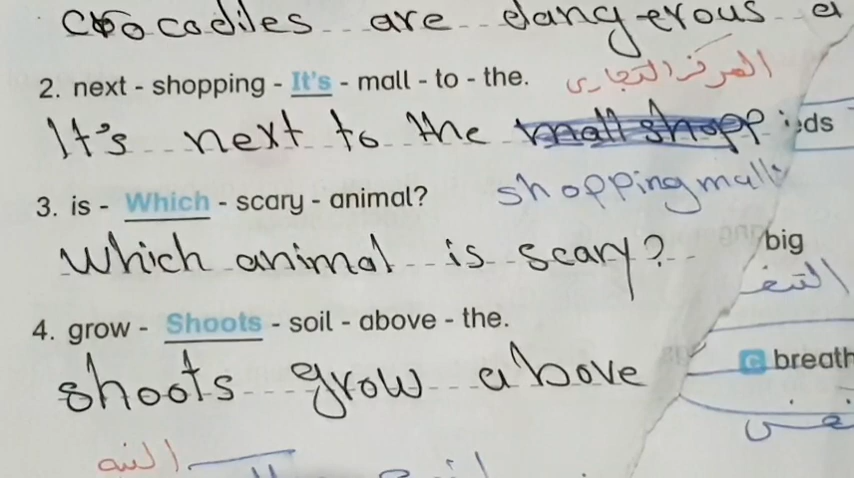 crocodiles are dangerous a
2. next - shopping - It's - mall - to - the.
المركز التجارى
It's next to the mall shopp
eds
shopping mall
3. is - Which - scary - animal?
Which animal is scary?
big
4. grow - Shoots - soil - above - the.
shoots grow above
c breath